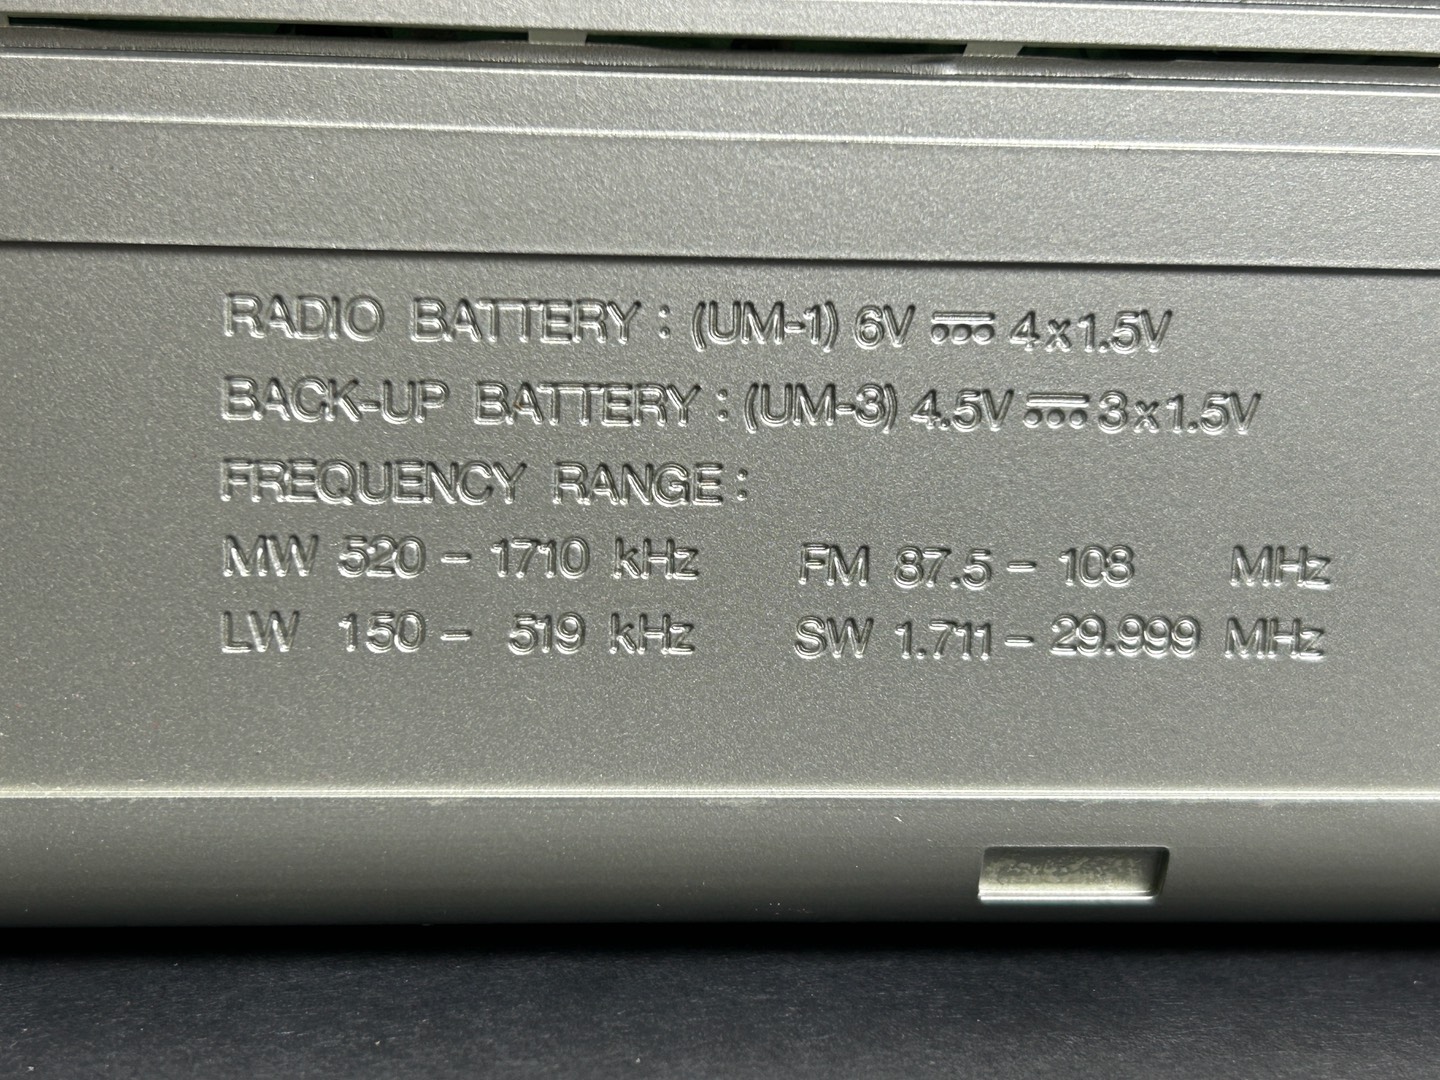 RADIO BATTERY : (UM-1) 6V ⎓ 4x1.5V
BACK-UP BATTERY : (UM-3) 4.5V ⎓ 3x1.5V
FREQUENCY RANGE :
MW 520 - 1710 kHz FM 87.5 - 108 MHz
LW 150 - 519 kHz SW 1.711 - 29.999 MHz